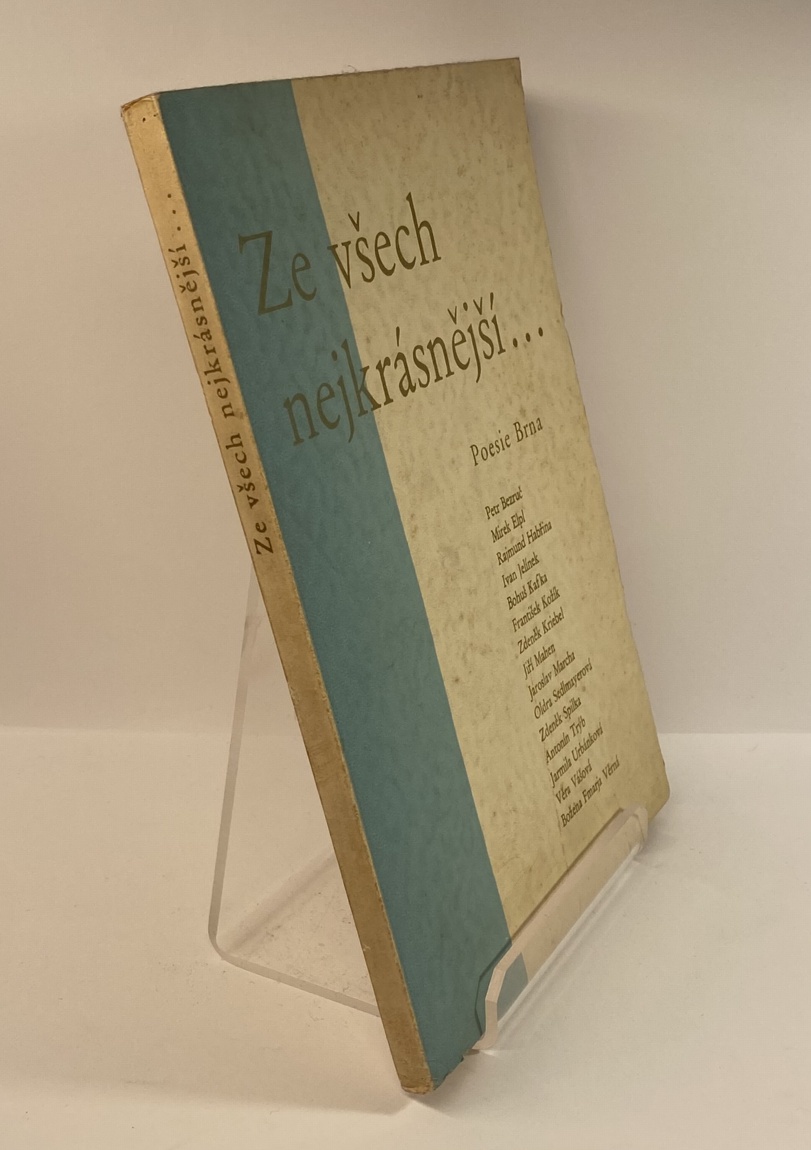 Ze všech nejkrásnější...
Ze všech
nejkrásnější...
Poesie Brna
Petr Bezruč
Mirek Elpl
Rajmund Habřina
Ivan Jelínek
Bohuš Kafka
František Kožík
Zdeněk Kriebel
Jiří Mahen
Jaroslav Marcha
Oldra Sedlmayerová
Zdeněk Spilka
Antonín Trýb
Jarmila Urbánková
Věra Vášová
Božena Fmarja Věrná